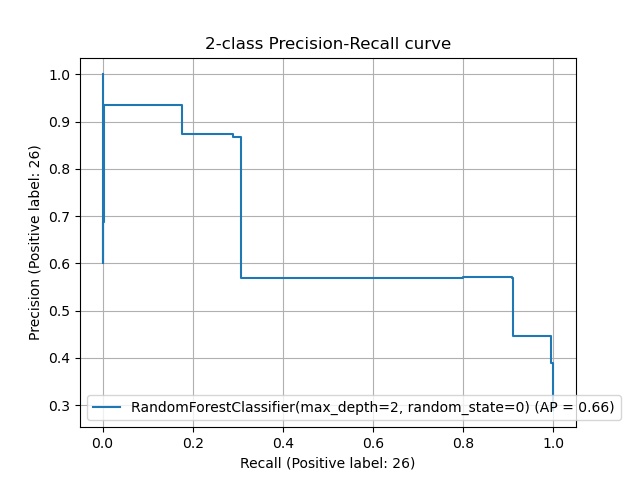 2-class Precision-Recall curve
Precision (Positive label: 26)
1.0
0.9
0.8
0.7
0.6
0.5
0.4
0.3
RandomForestClassifier(max_depth=2, random_state=0) (AP = 0.66)
0.0 0.2 0.4 0.6 0.8 1.0
Recall (Positive label: 26)